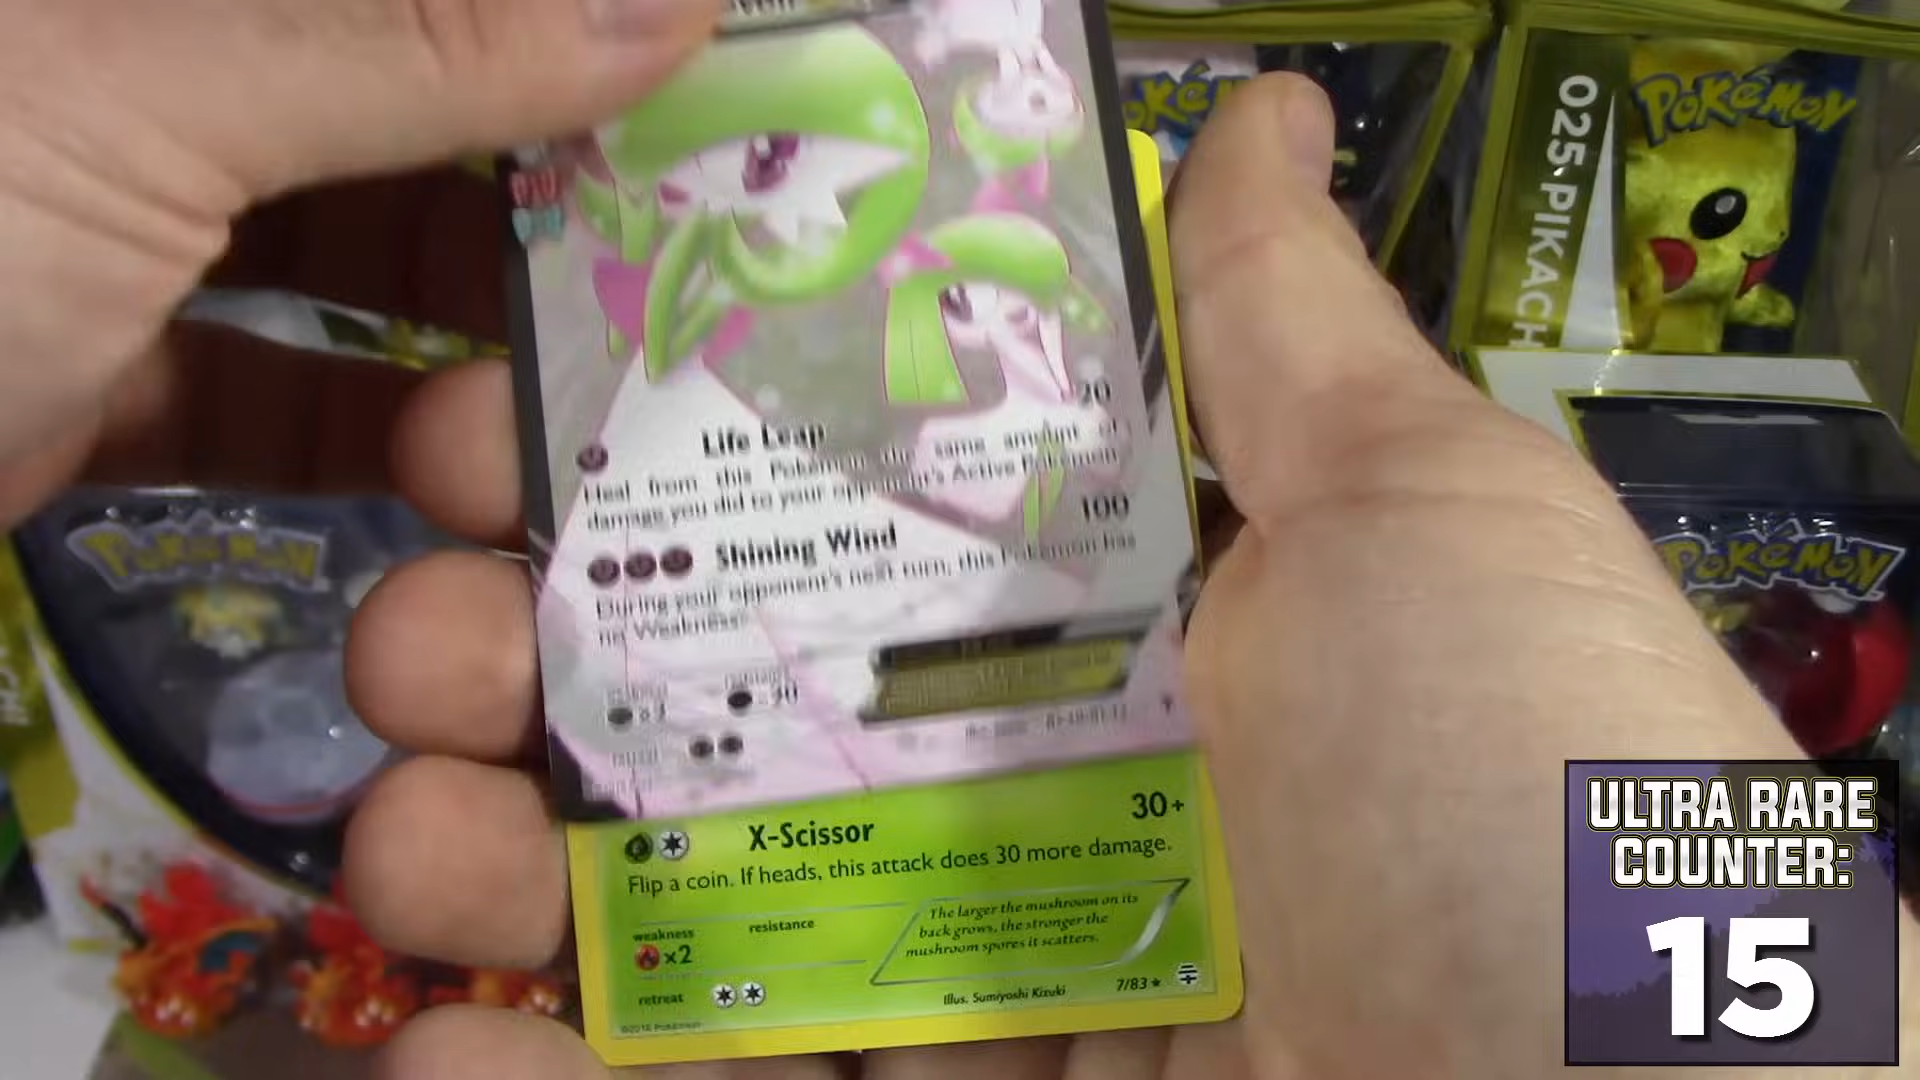 POKéMON
025 PIKACH
POKéMON
20
Life Leap
Heal from this Pokémon the same amount of
damage you did to your opponent's Active Pokémon
100
Shining Wind
During your opponent's next turn, this Pokémon has
no Weakness.
POKéMON
POKéMON
30+
X-Scissor
Flip a coin. If heads, this attack does 30 more damage.
weakness
x2
resistance
The larger the mushroom on its
back grows, the stronger the
mushroom spores it scatters.
retreat
Illus. Sumiyoshi Kizuki
7/83
ULTRA RARE
COUNTER:
15